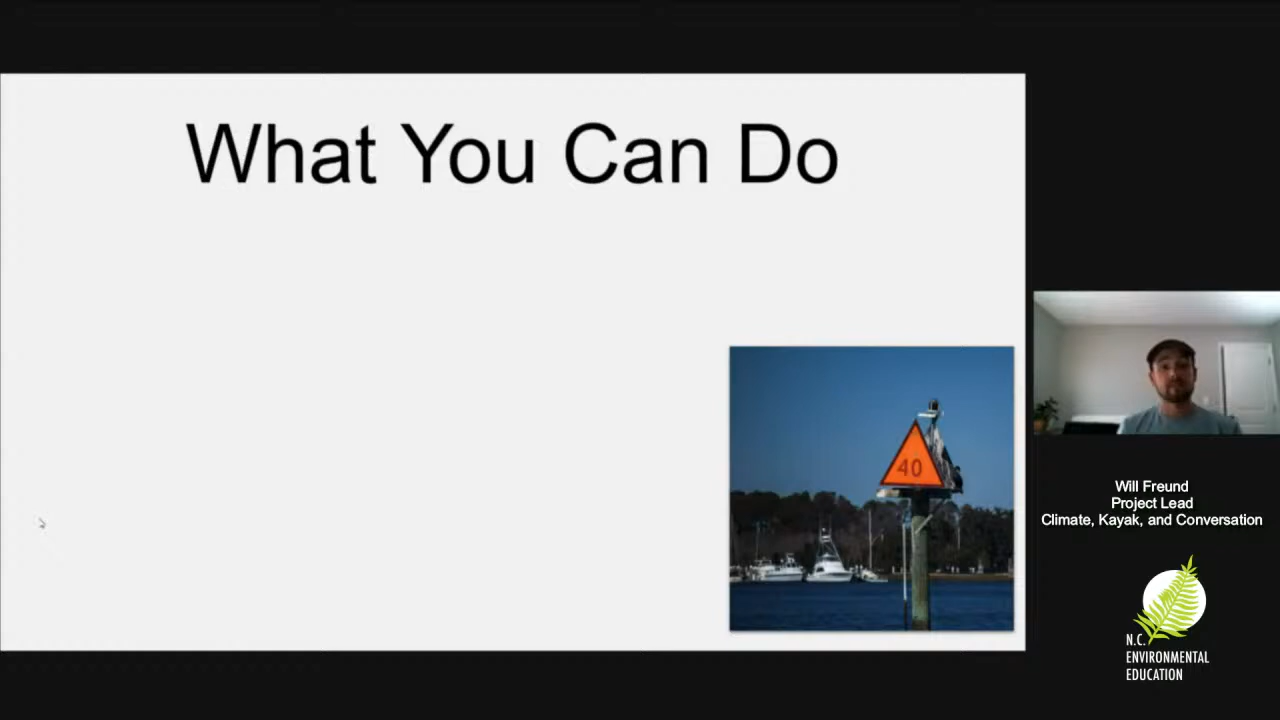 What You Can Do
40
Will Freund
Project Lead
Climate, Kayak, and Conversation
N.C.
ENVIRONMENTAL
EDUCATION